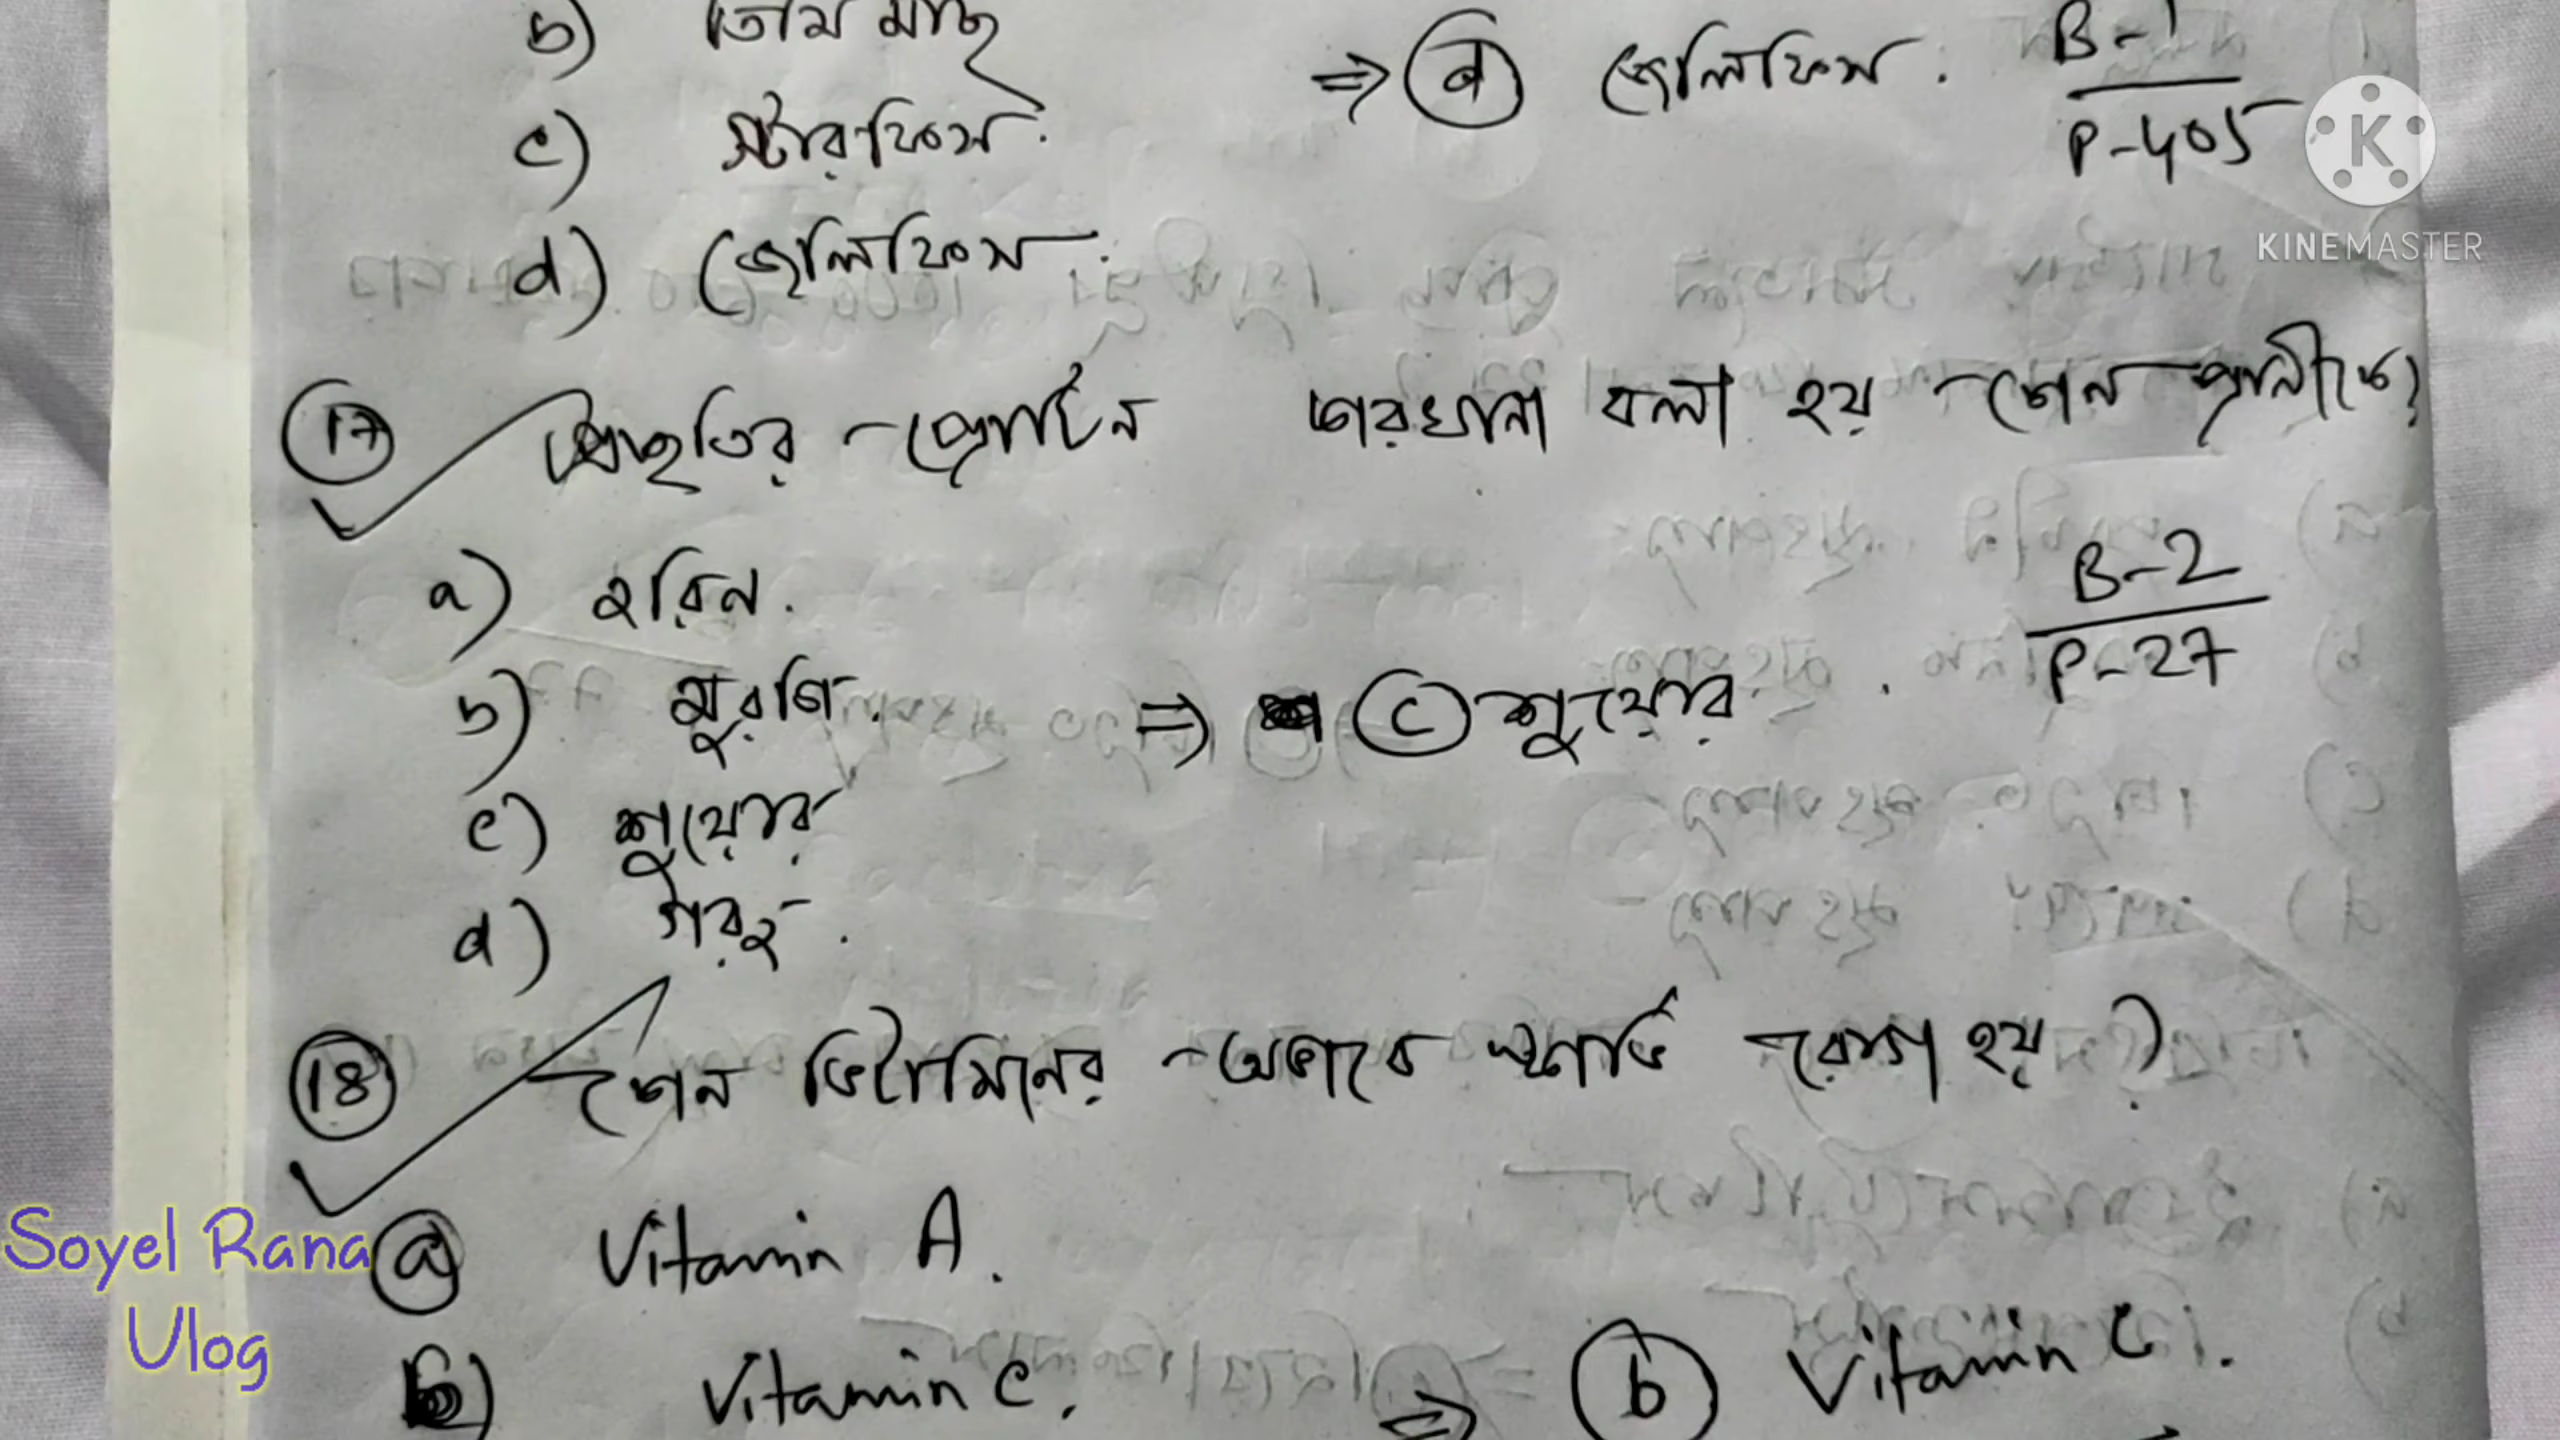 b) তিমি মাছ
c) স্টারফিস.
d) জেলিফিস.
⇒ d জেলিফিস. B-1
P-405
K
KINEMASTER
17 প্রকৃতির প্রোটিন কারখানা বলা হয় কোন প্রানীকে?
a) হরিন.
b) মুরগি.
c) শুয়োর
d) গরু.
⇒ c শুয়োর. B-2
P-27
18 কোন ভিটামিনের অভাবে স্কার্ভি রোগ হয়?
a Vitamin A.
b) Vitamin C.
⇒ b Vitamin C.
Soyel Rana
Vlog